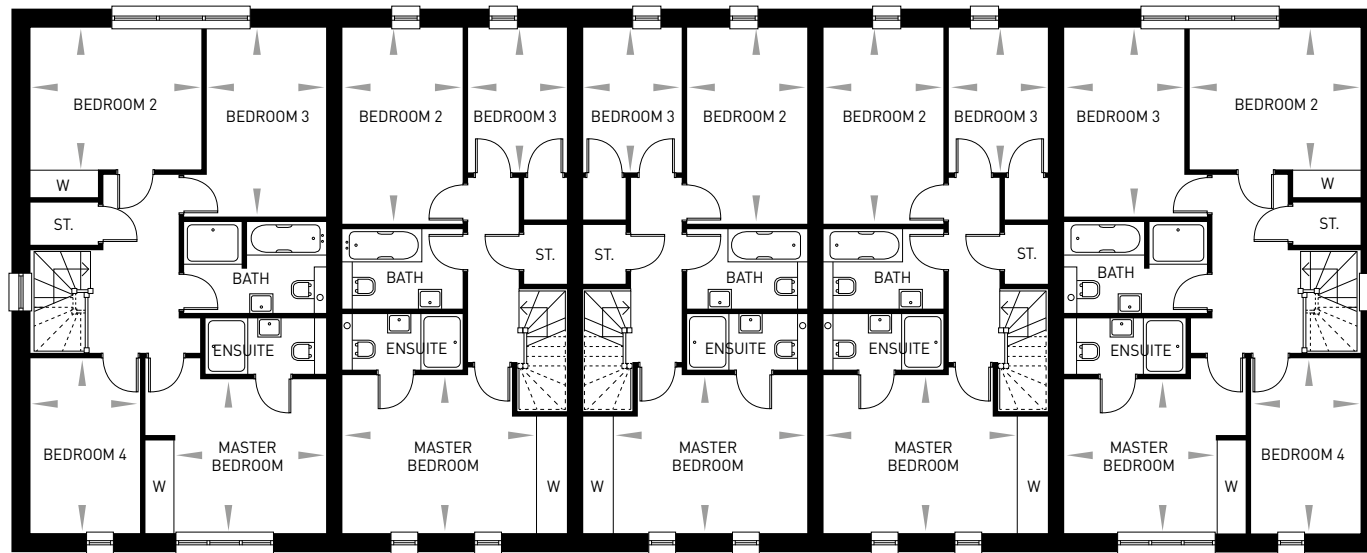 BEDROOM 2
BEDROOM 3
W
ST.
BATH
ENSUITE
BEDROOM 4
W
MASTER
BEDROOM
BEDROOM 2
BEDROOM 3
ST.
BATH
ENSUITE
MASTER
BEDROOM
W
BEDROOM 3
BEDROOM 2
ST.
BATH
ENSUITE
W
MASTER
BEDROOM
BEDROOM 2
BEDROOM 3
BATH
ST.
ENSUITE
MASTER
BEDROOM
W
BEDROOM 3
BEDROOM 2
W
ST.
BATH
ENSUITE
MASTER
BEDROOM
W
BEDROOM 4